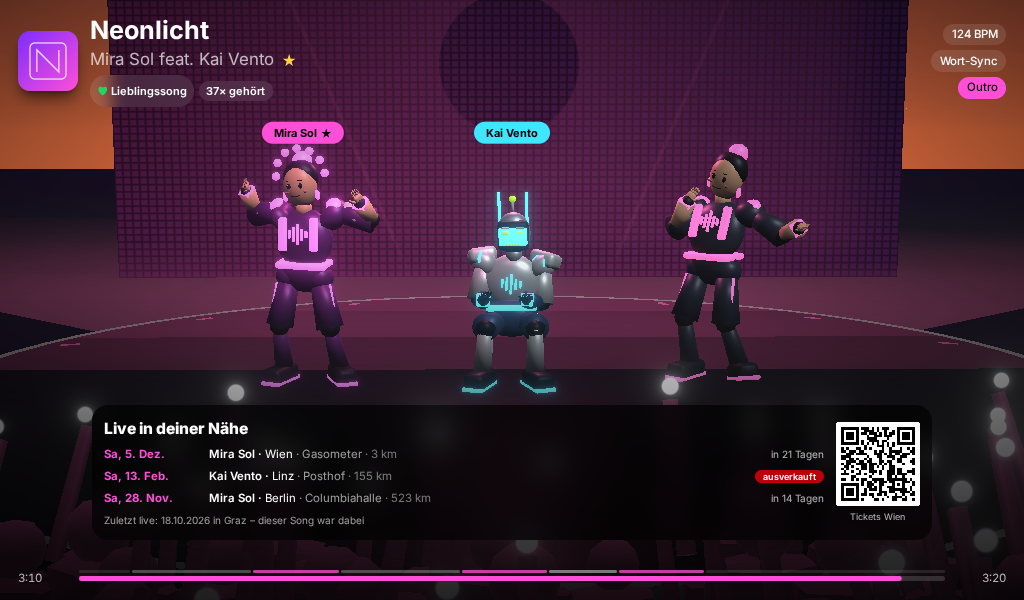 N
Neonlicht
Mira Sol feat. Kai Vento ★
Lieblingssong
37× gehört
124 BPM
Wort-Sync
Outro
Mira Sol ★
Kai Vento
Live in deiner Nähe
Sa, 5. Dez. Mira Sol · Wien · Gasometer · 3 km in 21 Tagen
Sa, 13. Feb. Kai Vento · Linz · Posthof · 155 km ausverkauft
Sa, 28. Nov. Mira Sol · Berlin · Columbiahalle · 523 km in 14 Tagen
Zuletzt live: 18.10.2026 in Graz – dieser Song war dabei
Tickets Wien
3:10
3:20